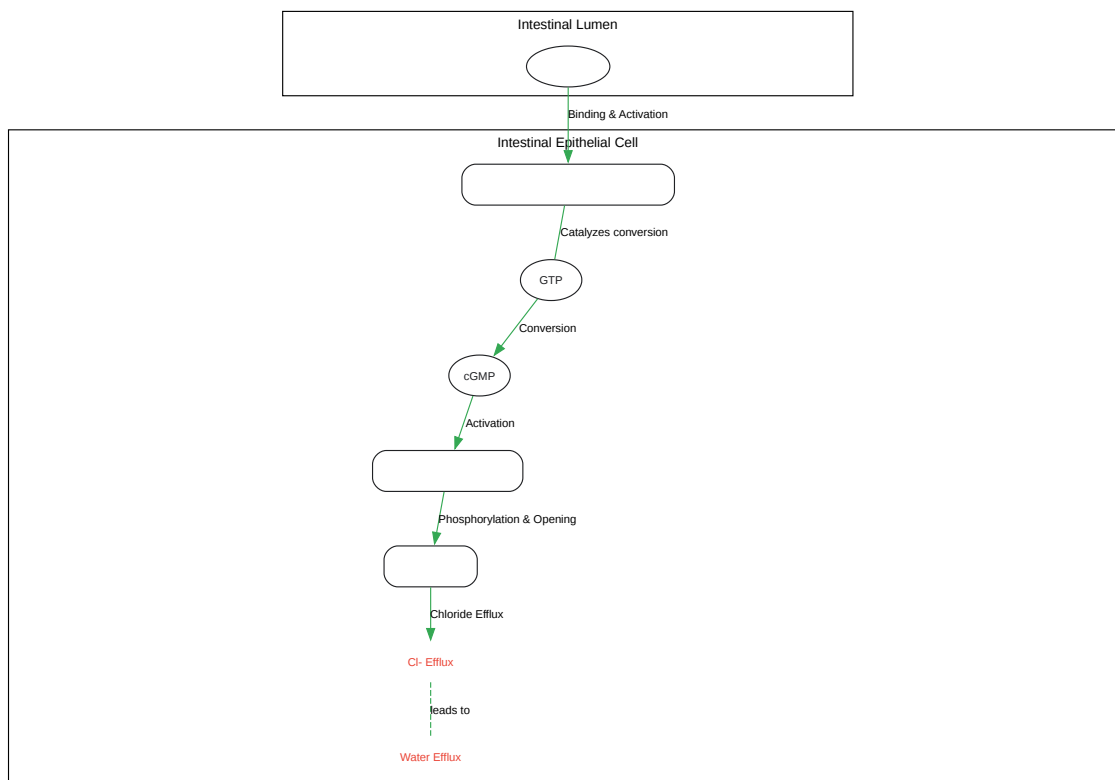 Intestinal Lumen
Binding & Activation
Intestinal Epithelial Cell
Catalyzes conversion
GTP
Conversion
cGMP
Activation
Phosphorylation & Opening
Chloride Efflux
Cl- Efflux
leads to
Water Efflux